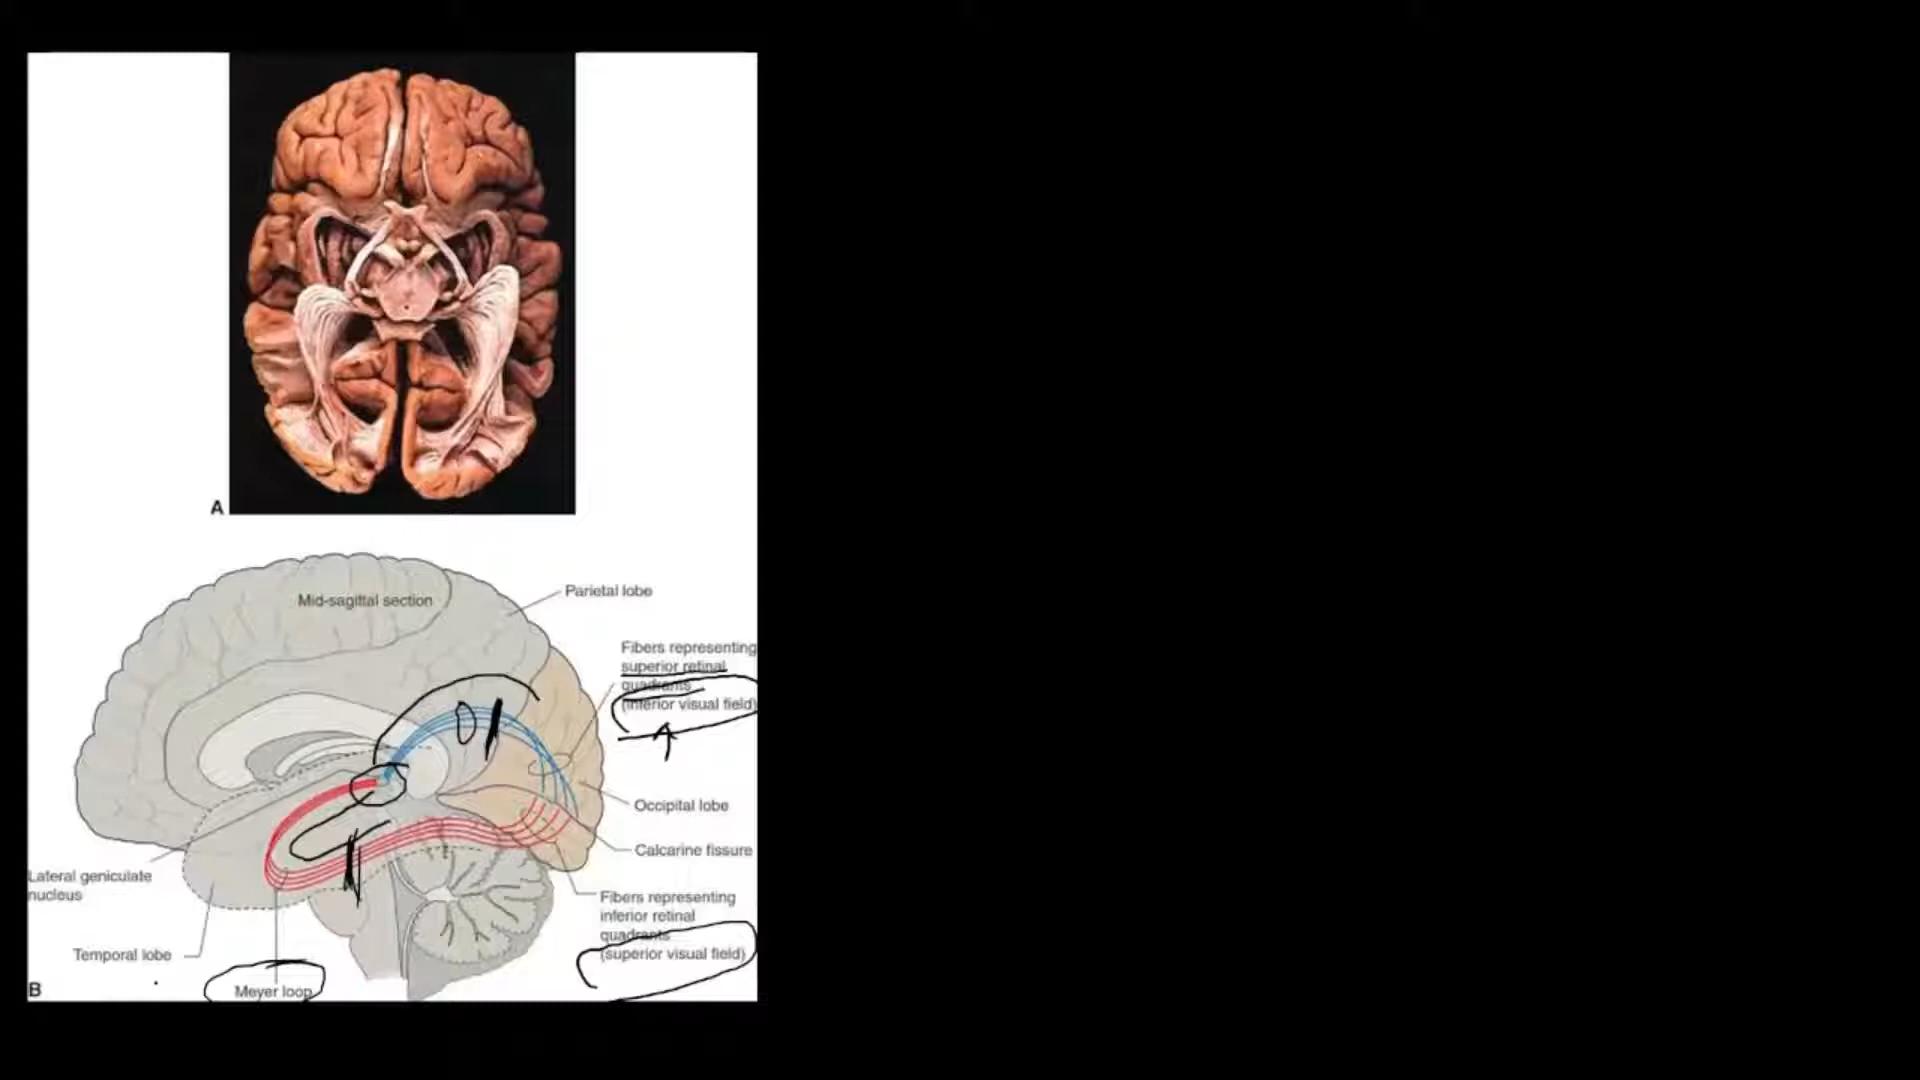 A
Mid-sagittal section
Parietal lobe
Fibers representing
superior retinal
quadrants
(inferior visual field)
Occipital lobe
Calcarine fissure
Lateral geniculate
nucleus
Fibers representing
inferior retinal
quadrants
(superior visual field)
Temporal lobe
Meyer loop
B